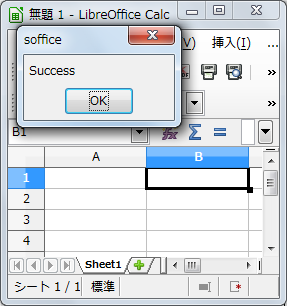 無題 1 - LibreOffice Calc
soffice
Success
OK
(V) 挿入(I)
B1
A B
1
2
3
4
Sheet1
シート 1 / 1 標準